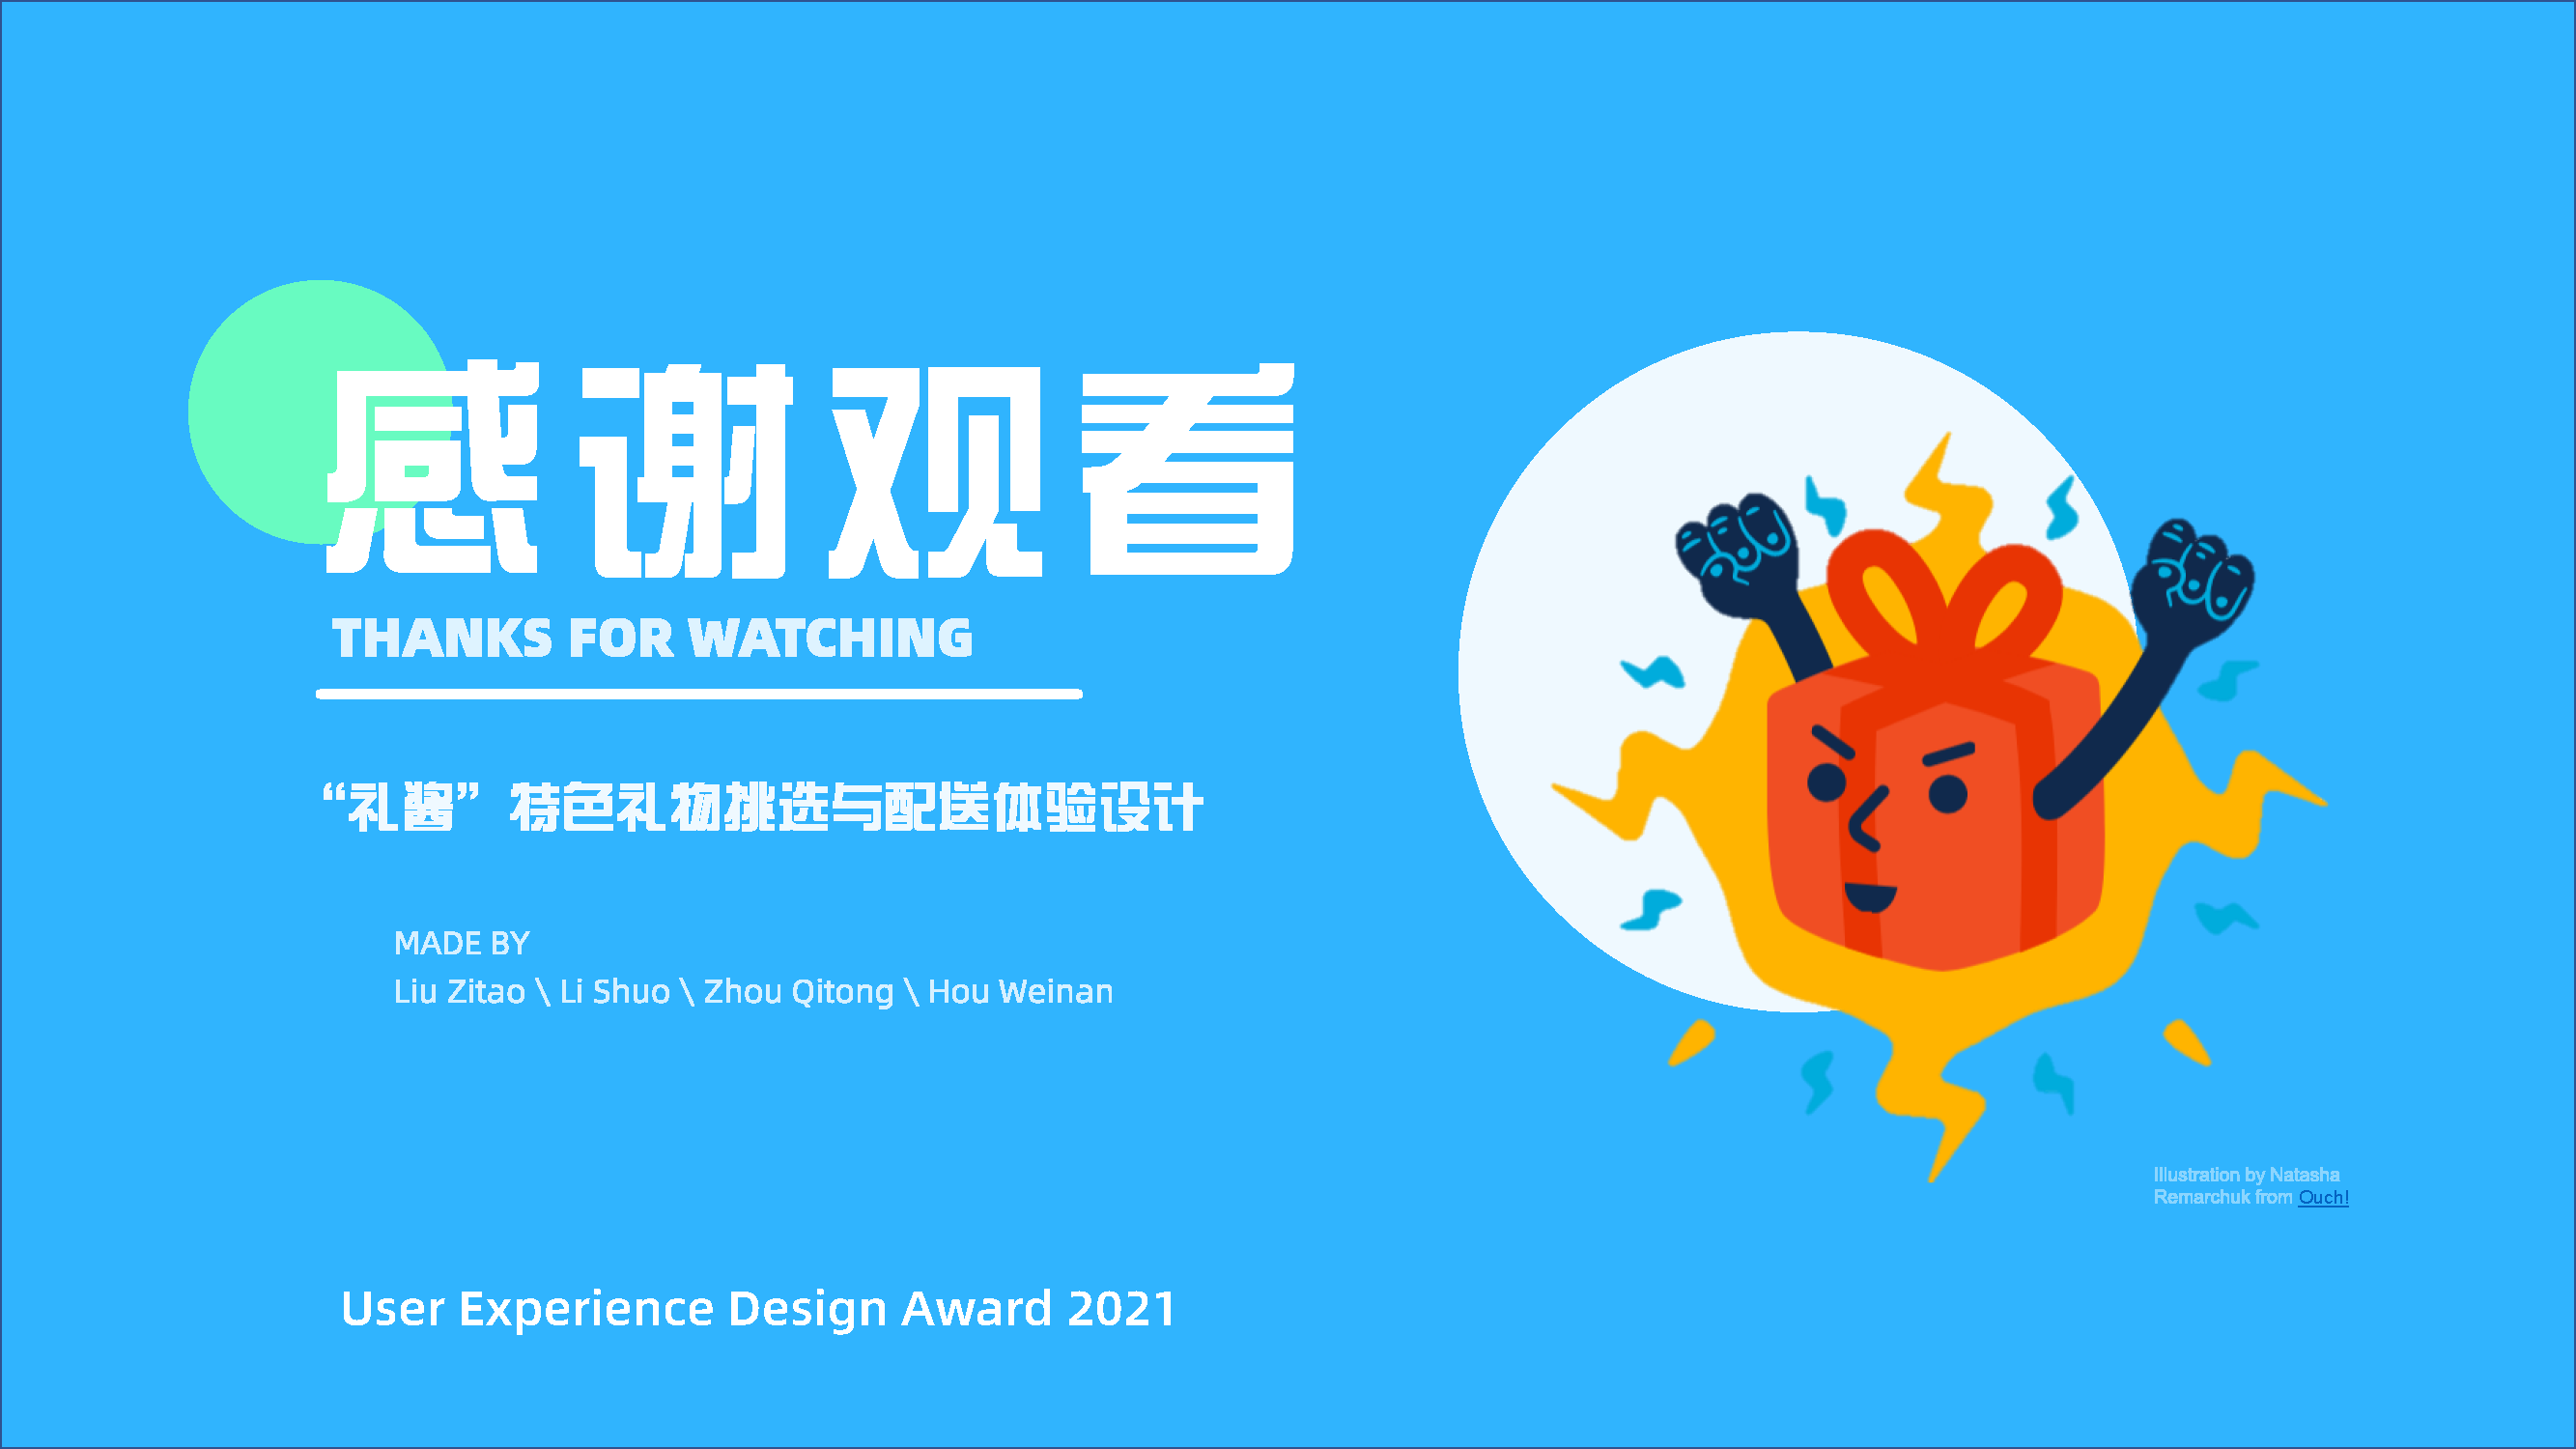 感谢观看
THANKS FOR WATCHING
“礼酱”特色礼物挑选与配送体验设计
MADE BY
Liu Zitao \ Li Shuo \ Zhou Qitong \ Hou Weinan
Illustration by Natasha
Remarchuk from Ouch!
User Experience Design Award 2021